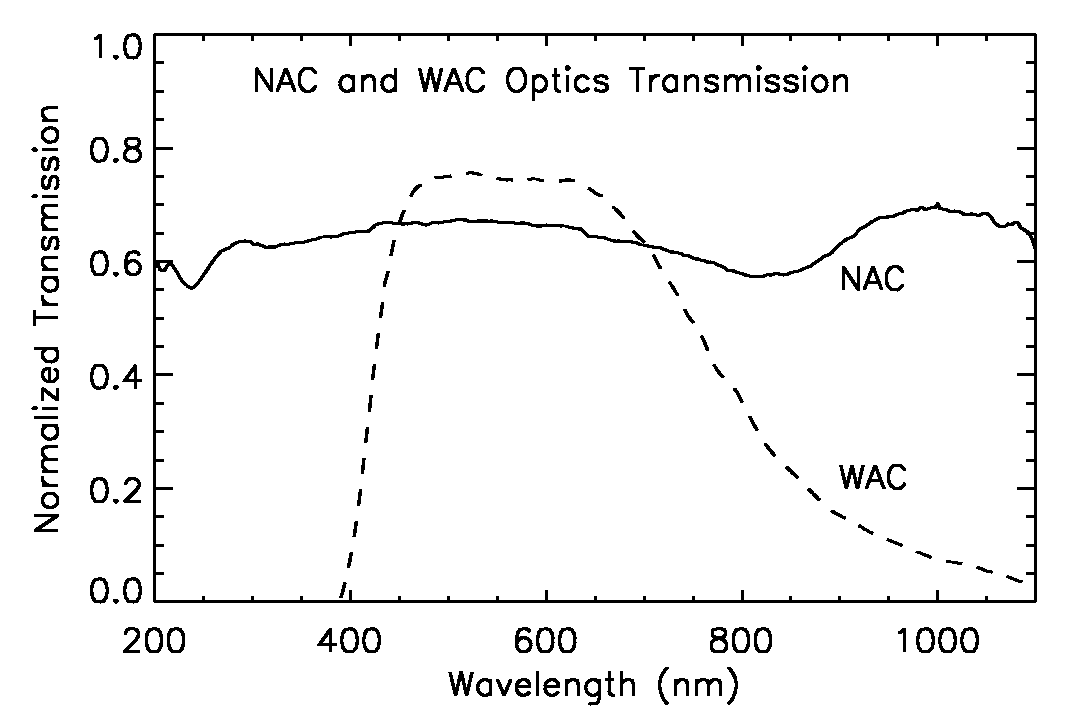 NAC and WAC Optics Transmission
Normalized Transmission
1.0
0.8
0.6
0.4
0.2
0.0
NAC
WAC
200 400 600 800 1000
Wavelength (nm)